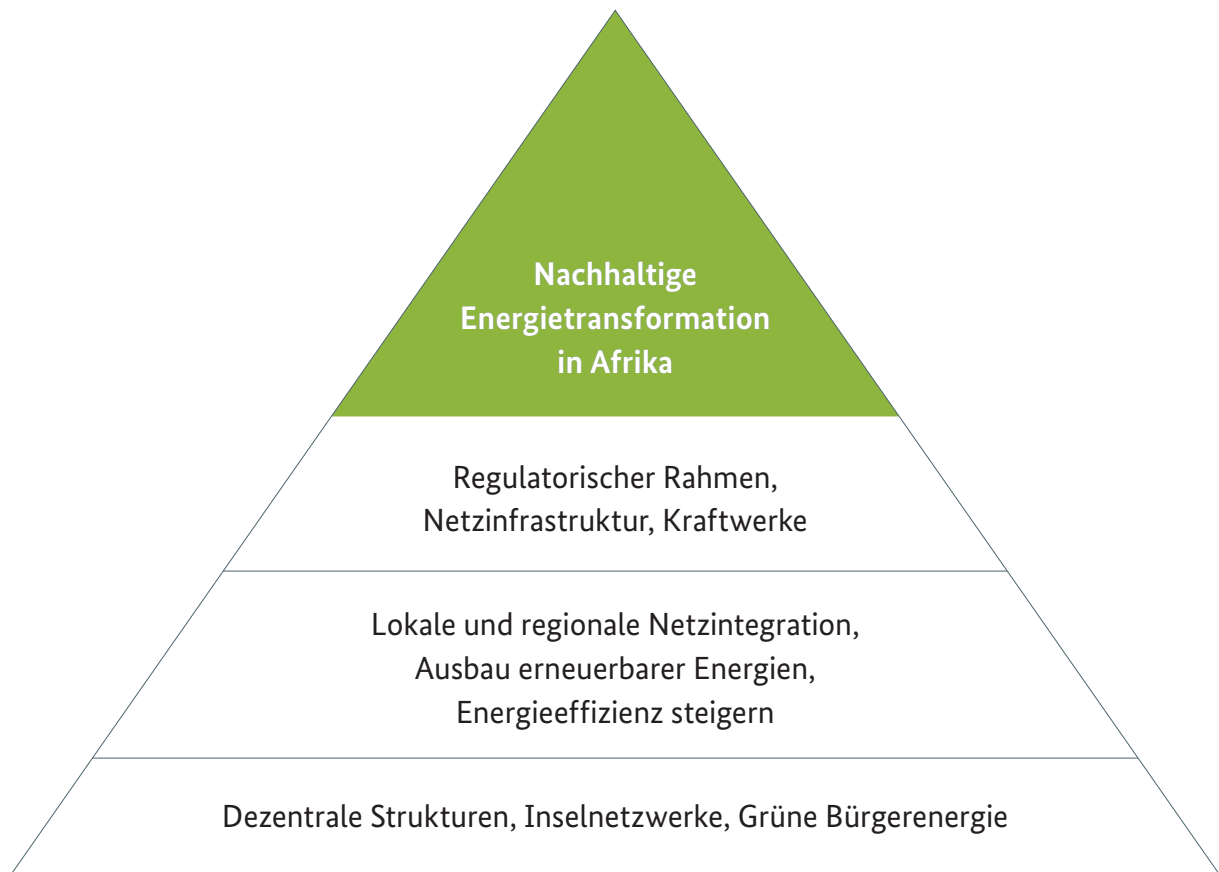 Nachhaltige
Energietransformation
in Afrika
Regulatorischer Rahmen,
Netzinfrastruktur, Kraftwerke
Lokale und regionale Netzintegration,
Ausbau erneuerbarer Energien,
Energieeffizienz steigern
Dezentrale Strukturen, Inselnetzwerke, Grüne Bürgerenergie